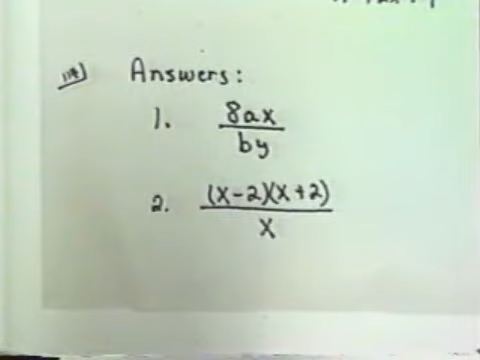 Answers:
1. 8ax
by
2. (x-2)(x+2)
x